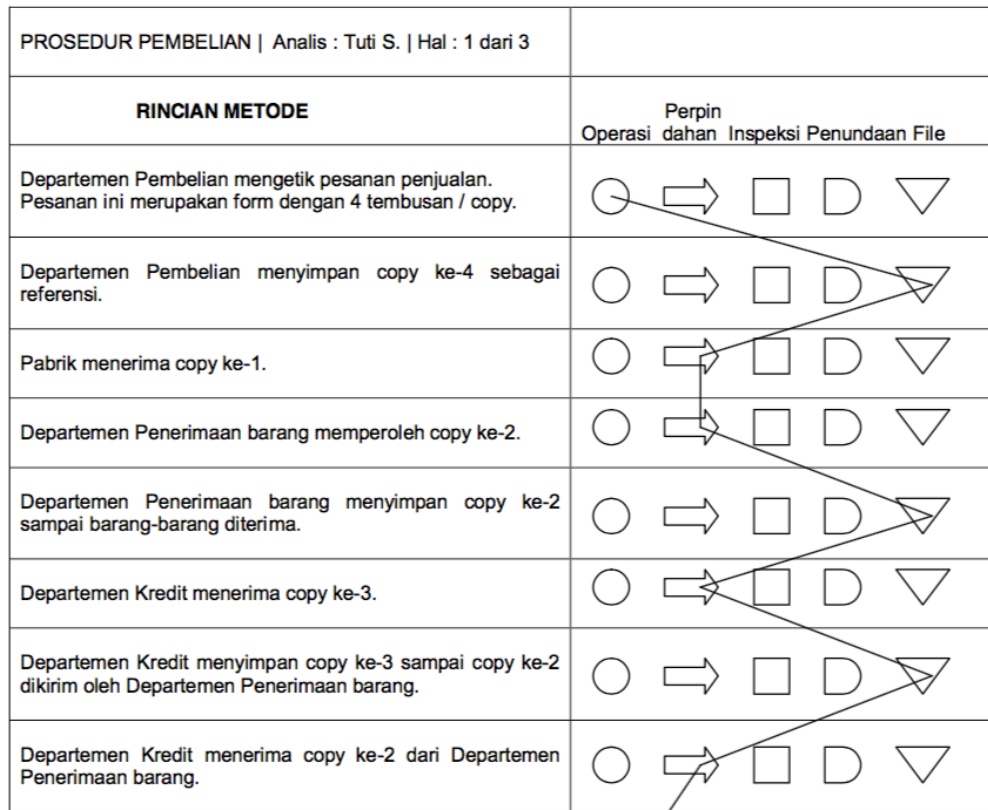 PROSEDUR PEMBELIAN | Analis : Tuti S. | Hal : 1 dari 3
RINCIAN METODE
Perpin
Operasi dahan Inspeksi Penundaan File
Departemen Pembelian mengetik pesanan penjualan.
Pesanan ini merupakan form dengan 4 tembusan / copy.
Departemen Pembelian menyimpan copy ke-4 sebagai
referensi.
Pabrik menerima copy ke-1.
Departemen Penerimaan barang memperoleh copy ke-2.
Departemen Penerimaan barang menyimpan copy ke-2
sampai barang-barang diterima.
Departemen Kredit menerima copy ke-3.
Departemen Kredit menyimpan copy ke-3 sampai copy ke-2
dikirim oleh Departemen Penerimaan barang.
Departemen Kredit menerima copy ke-2 dari Departemen
Penerimaan barang.